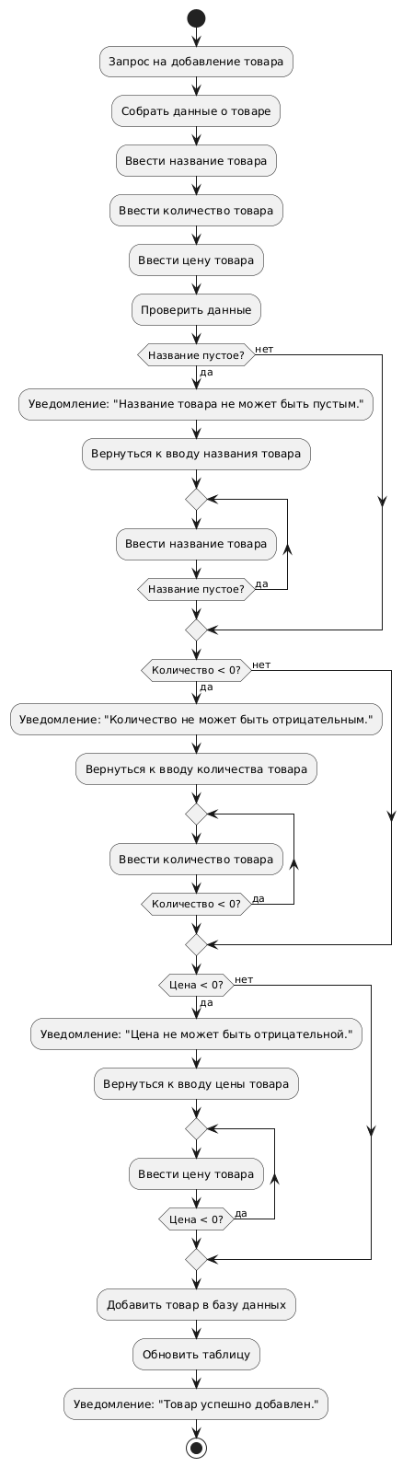 Запрос на добавление товара
Собрать данные о товаре
Ввести название товара
Ввести количество товара
Ввести цену товара
Проверить данные
Название пустое?
нет
да
Уведомление: "Название товара не может быть пустым."
Вернуться к вводу названия товара
Ввести название товара
Название пустое?
да
Количество < 0?
нет
да
Уведомление: "Количество не может быть отрицательным."
Вернуться к вводу количества товара
Ввести количество товара
Количество < 0?
да
Цена < 0?
нет
да
Уведомление: "Цена не может быть отрицательной."
Вернуться к вводу цены товара
Ввести цену товара
Цена < 0?
да
Добавить товар в базу данных
Обновить таблицу
Уведомление: "Товар успешно добавлен."